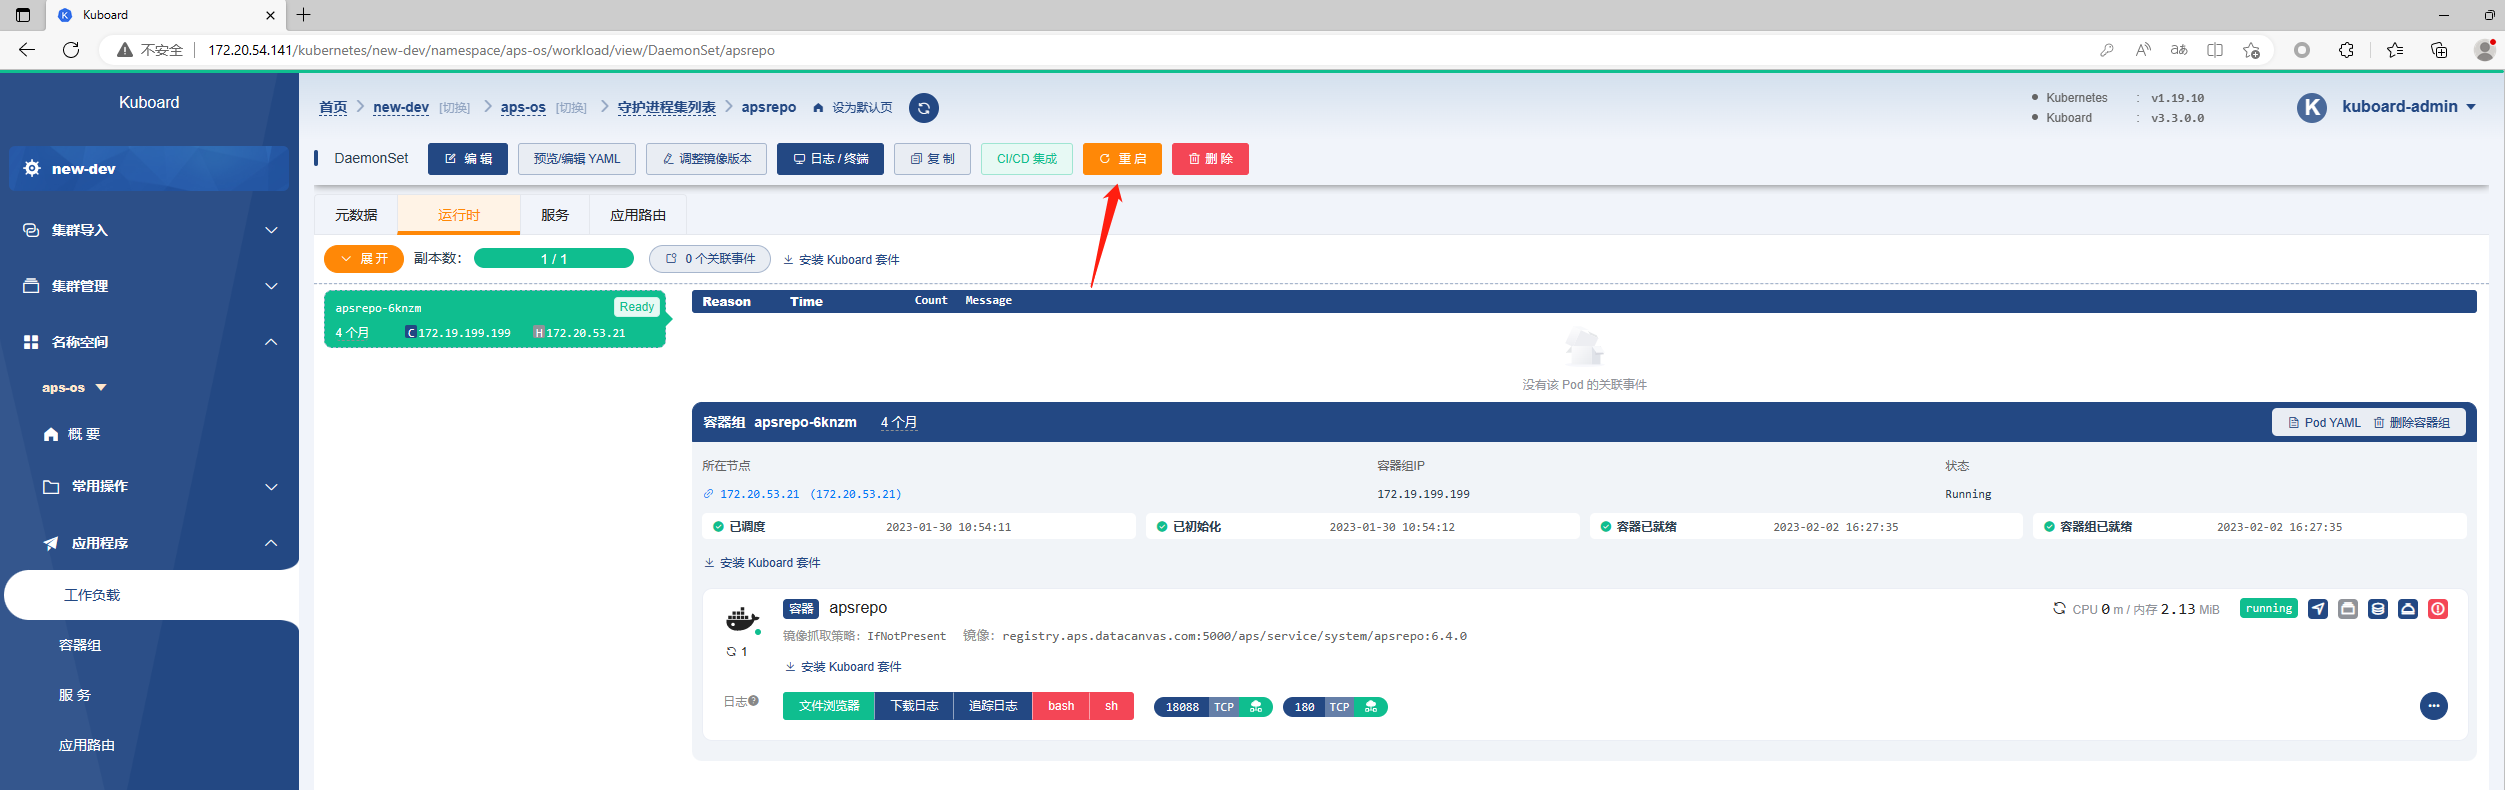 Kuboard
不安全 172.20.54.141/kubernetes/new-dev/namespace/aps-os/workload/view/DaemonSet/apsrepo
Kuboard
new-dev
集群导入
集群管理
名称空间
aps-os
概 要
常用操作
应用程序
工作负载
容器组
服 务
应用路由
首页 new-dev [切换] aps-os [切换] 守护进程集列表 apsrepo 设为默认页
Kubernetes : v1.19.10
Kuboard : v3.3.0.0
K kuboard-admin
DaemonSet 编 辑 预览/编辑 YAML 调整镜像版本 日志 / 终端 复 制 CI/CD 集成 重 启 删 除
元数据 运行时 服务 应用路由
展 开 副本数: 1 / 1 0 个关联事件 安装 Kuboard 套件
apsrepo-6knzm Ready
4 个月 C 172.19.199.199 H 172.20.53.21
Reason Time Count Message
没有该 Pod 的关联事件
容器组 apsrepo-6knzm 4 个月 Pod YAML 删除容器组
所在节点 容器组IP 状态
172.20.53.21 (172.20.53.21) 172.19.199.199 Running
已调度 2023-01-30 10:54:11 已初始化 2023-01-30 10:54:12 容器已就绪 2023-02-02 16:27:35 容器组已就绪 2023-02-02 16:27:35
安装 Kuboard 套件
容器 apsrepo CPU 0 m / 内存 2.13 MiB running
镜像抓取策略: IfNotPresent 镜像: registry.aps.datacanvas.com:5000/aps/service/system/apsrepo:6.4.0
1
安装 Kuboard 套件
日志 文件浏览器 下载日志 追踪日志 bash sh 18088 TCP 180 TCP